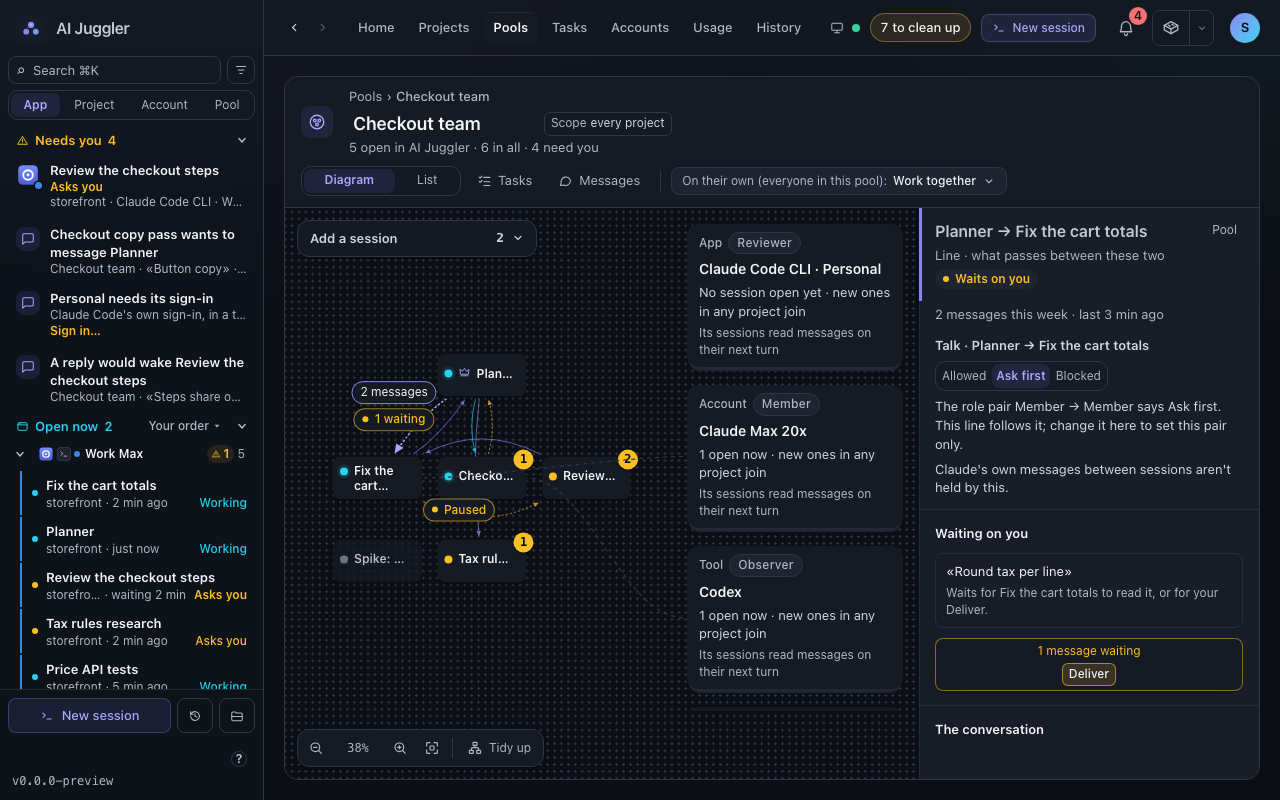 AI Juggler
Search ⌘K
App Project Account Pool
Needs you 4
Review the checkout steps
Asks you
storefront · Claude Code CLI · W...
Checkout copy pass wants to
message Planner
Checkout team · «Button copy» ·...
Personal needs its sign-in
Claude Code's own sign-in, in a t...
Sign in...
A reply would wake Review the
checkout steps
Checkout team · «Steps share o...
Open now 2 Your order
Work Max 1 5
Fix the cart totals
storefront · 2 min ago Working
Planner
storefront · just now Working
Review the checkout steps
storefro... · waiting 2 min Asks you
Tax rules research
storefront · 2 min ago Asks you
Price API tests
storefront · 5 min ago Working
New session
?
v0.0.0-preview
Home Projects Pools Tasks Accounts Usage History
7 to clean up
New session
4
S
Pools › Checkout team
Checkout team
Scope every project
5 open in AI Juggler · 6 in all · 4 need you
Diagram List Tasks Messages
On their own (everyone in this pool): Work together
Add a session 2
Plan...
2 messages
1 waiting
Fix the
cart...
Checko... 1
Review... 2
Paused
Spike: ...
Tax rul... 1
App Reviewer
Claude Code CLI · Personal
No session open yet · new ones
in any project join
Its sessions read messages on
their next turn
Account Member
Claude Max 20x
1 open now · new ones in any
project join
Its sessions read messages on
their next turn
Tool Observer
Codex
1 open now · new ones in any
project join
Its sessions read messages on
their next turn
38%
Tidy up
Planner → Fix the cart totals
Pool
Line · what passes between these two
Waits on you
2 messages this week · last 3 min ago
Talk · Planner → Fix the cart totals
Allowed Ask first Blocked
The role pair Member → Member says Ask first.
This line follows it; change it here to set this pair
only.
Claude's own messages between sessions aren't
held by this.
Waiting on you
«Round tax per line»
Waits for Fix the cart totals to read it, or for your
Deliver.
1 message waiting
Deliver
The conversation